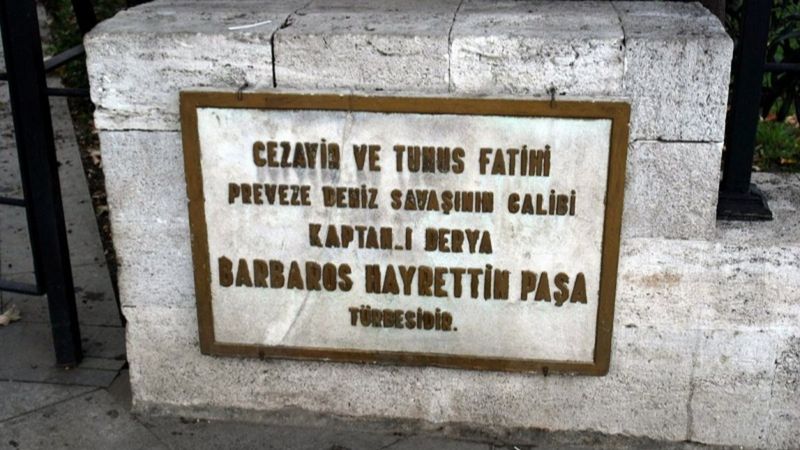 CEZAYİR VE TUNUS FATİHİ
PREVEZE DENİZ SAVAŞININ GALİBİ
KAPTAN-I DERYA
BARBAROS HAYRETTİN PAŞA
TÜRBESİDİR.